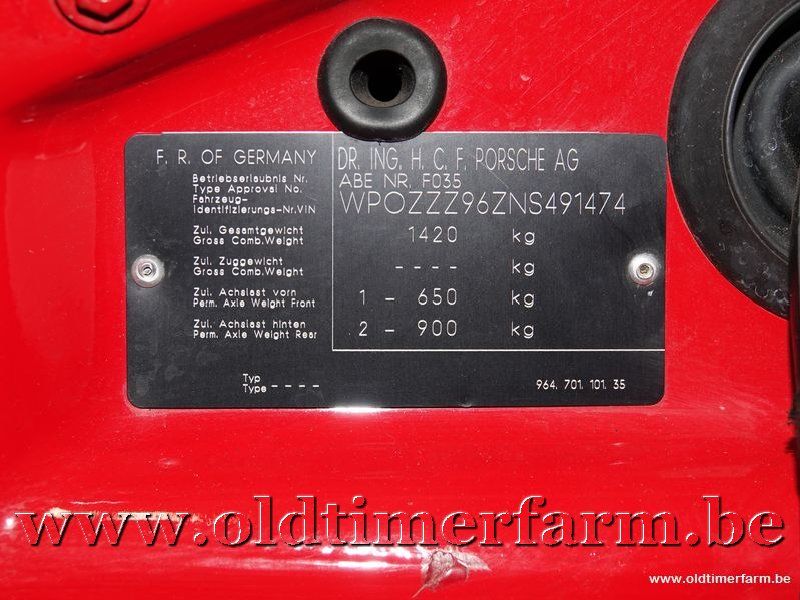 F. R. OF GERMANY
DR. ING. H. C. F. PORSCHE AG
Betriebserlaubnis Nr.
Type Approval No.
ABE NR. F035
Fahrzeug-
Identifizierungs-Nr.VIN
WPOZZZ96ZNS491474
Zul. Gesamtgewicht
Gross Comb.Weight
1420 kg
Zul. Zuggewicht
Gross Comb.Weight
---- kg
Zul. Achslast vorn
Perm. Axle Weight Front
1 - 650 kg
Zul. Achslast hinten
Perm. Axle Weight Rear
2 - 900 kg
Typ
Type ----
964. 701. 101. 35
www.oldtimerfarm.be
www.oldtimerfarm.be